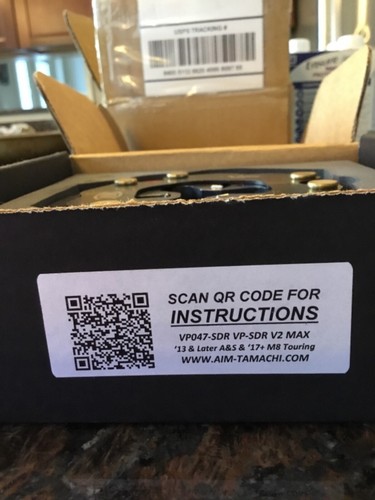 USPS TRACKING #
SCAN QR CODE FOR
INSTRUCTIONS
VP047-SDR VP-SDR V2 MAX
'13 & Later A&S & '17+ M8 Touring
WWW.AIM-TAMACHI.COM